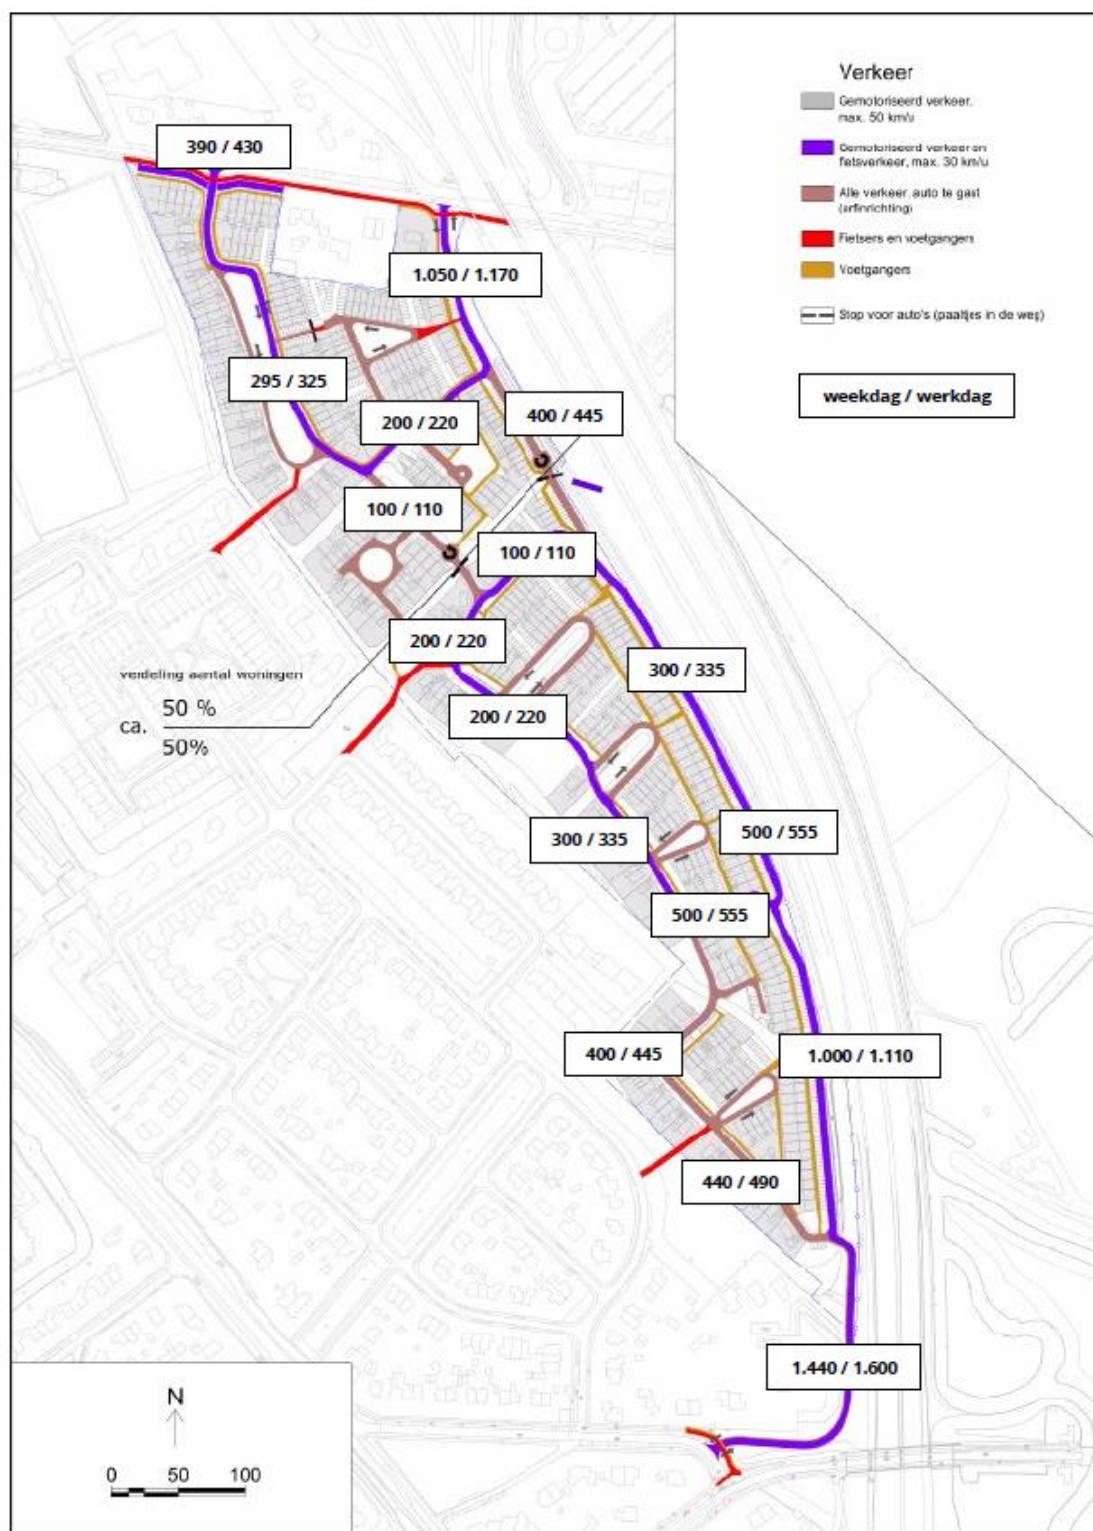 Verkeer
Gemotoriseerd verkeer,
max. 50 km/u
Gemotoriseerd verkeer en
fietsverkeer, max. 30 km/u
Alle verkeer, auto te gast
(erfinrichting)
Fietsers en voetgangers
Voetgangers
Stop voor auto's (paaltjes in de weg)
weekdag / werkdag
390 / 430
1.050 / 1.170
295 / 325
200 / 220
400 / 445
100 / 110
100 / 110
200 / 220
300 / 335
verdeling aantal woningen
50 %
ca.
50%
200 / 220
300 / 335
500 / 555
500 / 555
400 / 445
1.000 / 1.110
440 / 490
1.440 / 1.600
N
0 50 100